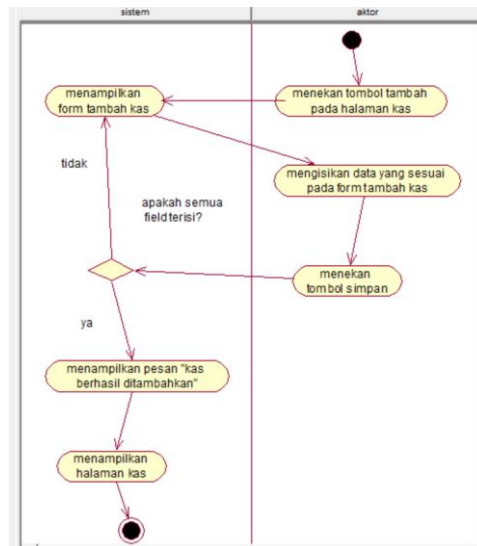 sistem
aktor
menekan tombol tambah
pada halaman kas
menampilkan
form tambah kas
mengisikan data yang sesuai
pada form tambah kas
menekan
tombol simpan
apakah semua
field terisi?
tidak
ya
menampilkan pesan "kas
berhasil ditambahkan"
menampilkan
halaman kas